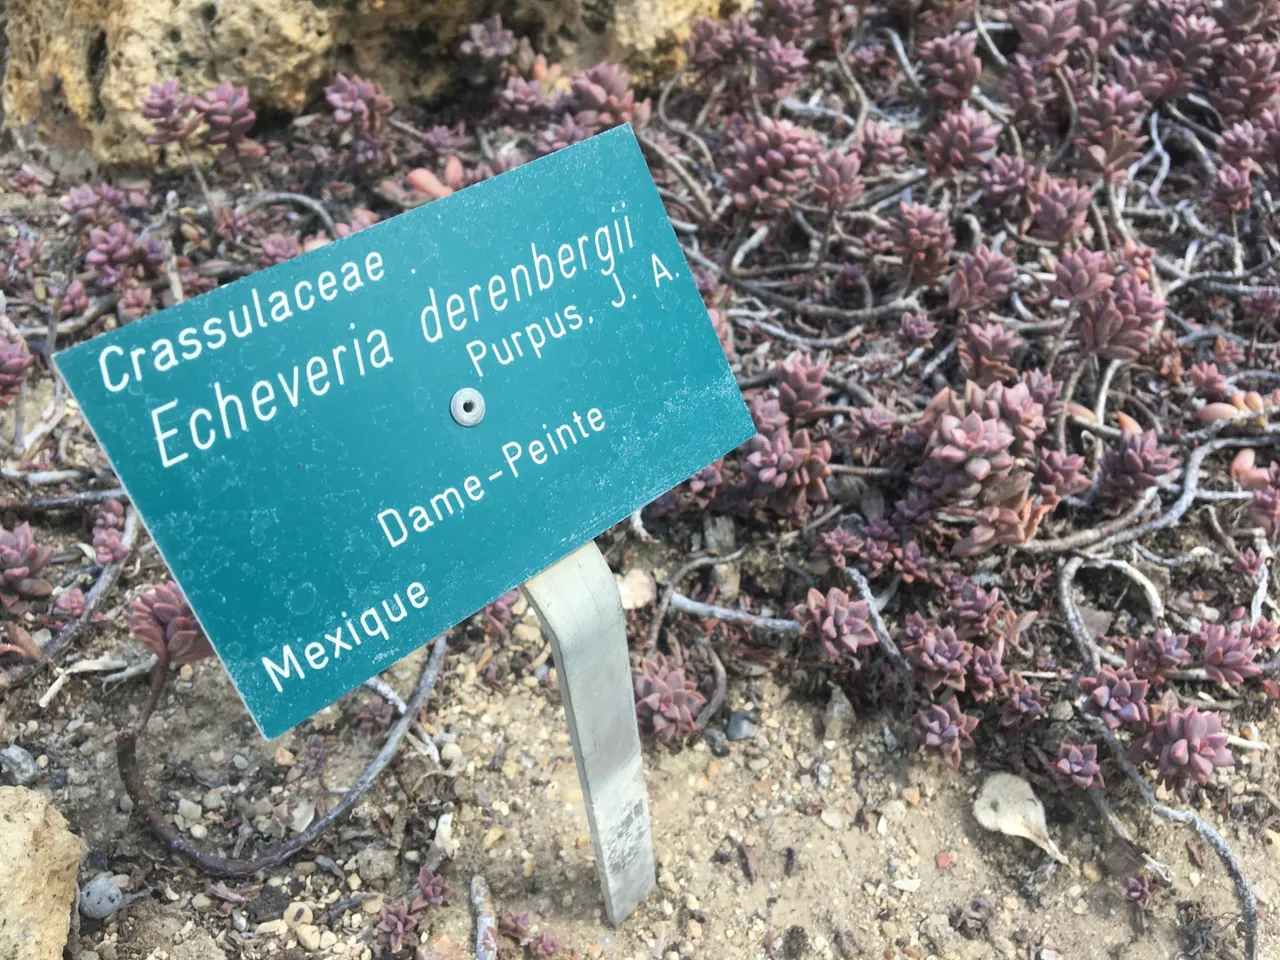 Crassulaceae
Echeveria derenbergii
Purpus, J. A.
Dame-Peinte
Mexique